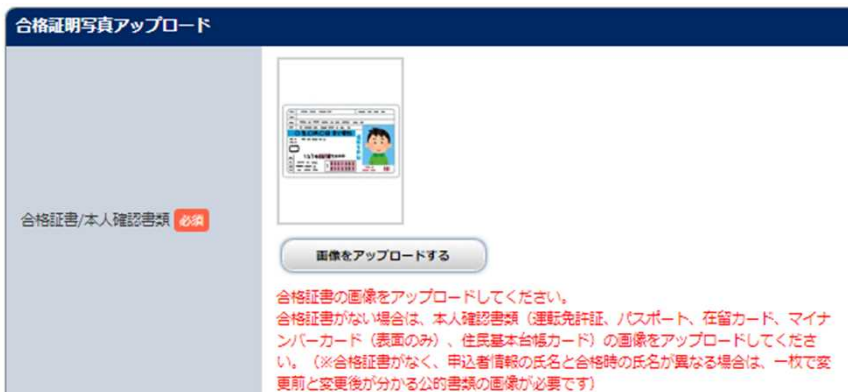 合格証明写真アップロード
合格証書/本人確認書類 必須
画像をアップロードする
合格証書の画像をアップロードしてください。
合格証書がない場合は、本人確認書類（運転免許証、パスポート、在留カード、マイナ
ンバーカード（表面のみ）、住民基本台帳カード）の画像をアップロードしてくださ
い。（※合格証書がなく、申込者情報の氏名と合格時の氏名が異なる場合は、一枚で変
更前と変更後が分かる公的書類の画像が必要です）